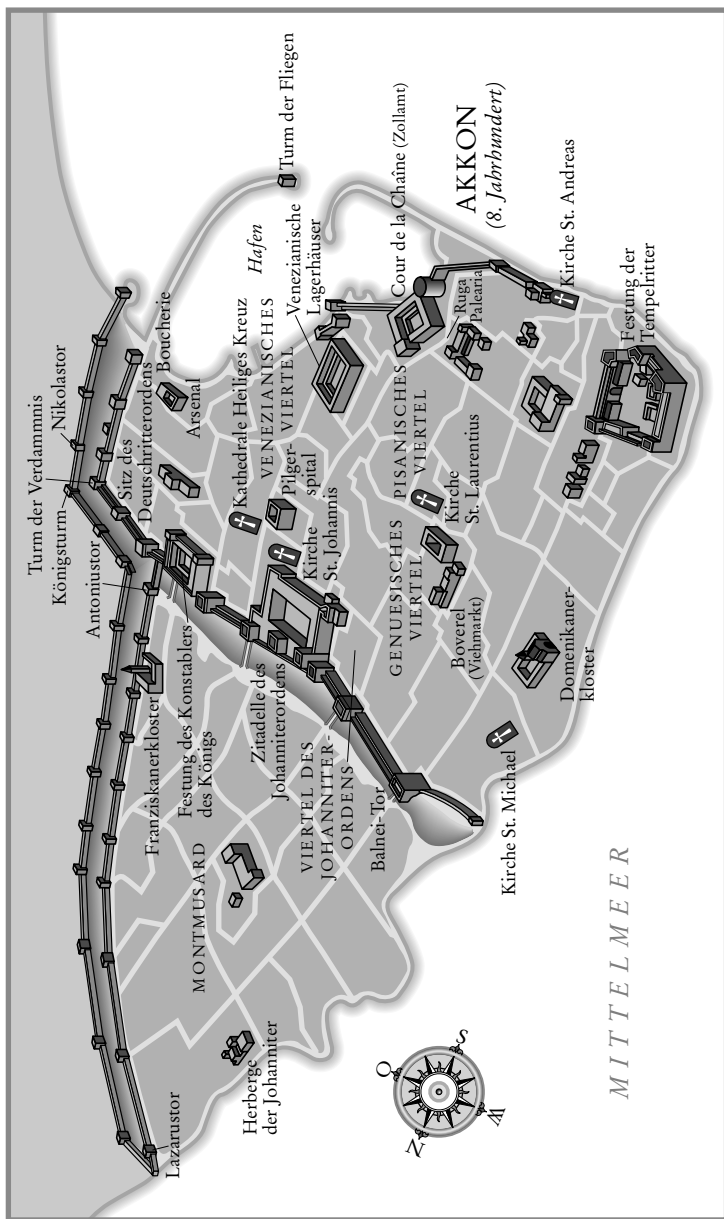 Turm der Verdammnis
Königsturm
Nikolastor
Antoniustor
Sitz des
Deutschritterordens
Boucherie
Arsenal
Turm der Fliegen
Hafen
Kathedrale Heiliges Kreuz
VENEZIANISCHES
VIERTEL
Venezianische
Lagerhäuser
Pilger-
spital
Kirche
St. Johannis
Franziskanerkloster
Festung des Konstablers
des Königs
Zitadelle des
Johanniterordens
VIERTEL DES
JOHANNITER-
ORDENS
Balnei-Tor
MONTMUSARD
Herberge
der Johanniter
Lazarustor
Cour de la Chaîne (Zollamt)
AKKON
(8. Jahrhundert)
Ruga
Palearia
Kirche St. Andreas
PISANISCHES
VIERTEL
Kirche
St. Laurentius
GENUESISCHES
VIERTEL
Boverel
(Viehmarkt)
Festung der
Tempelritter
Domenikaner-
kloster
Kirche St. Michael
MITTELMEER
N
O
S
W